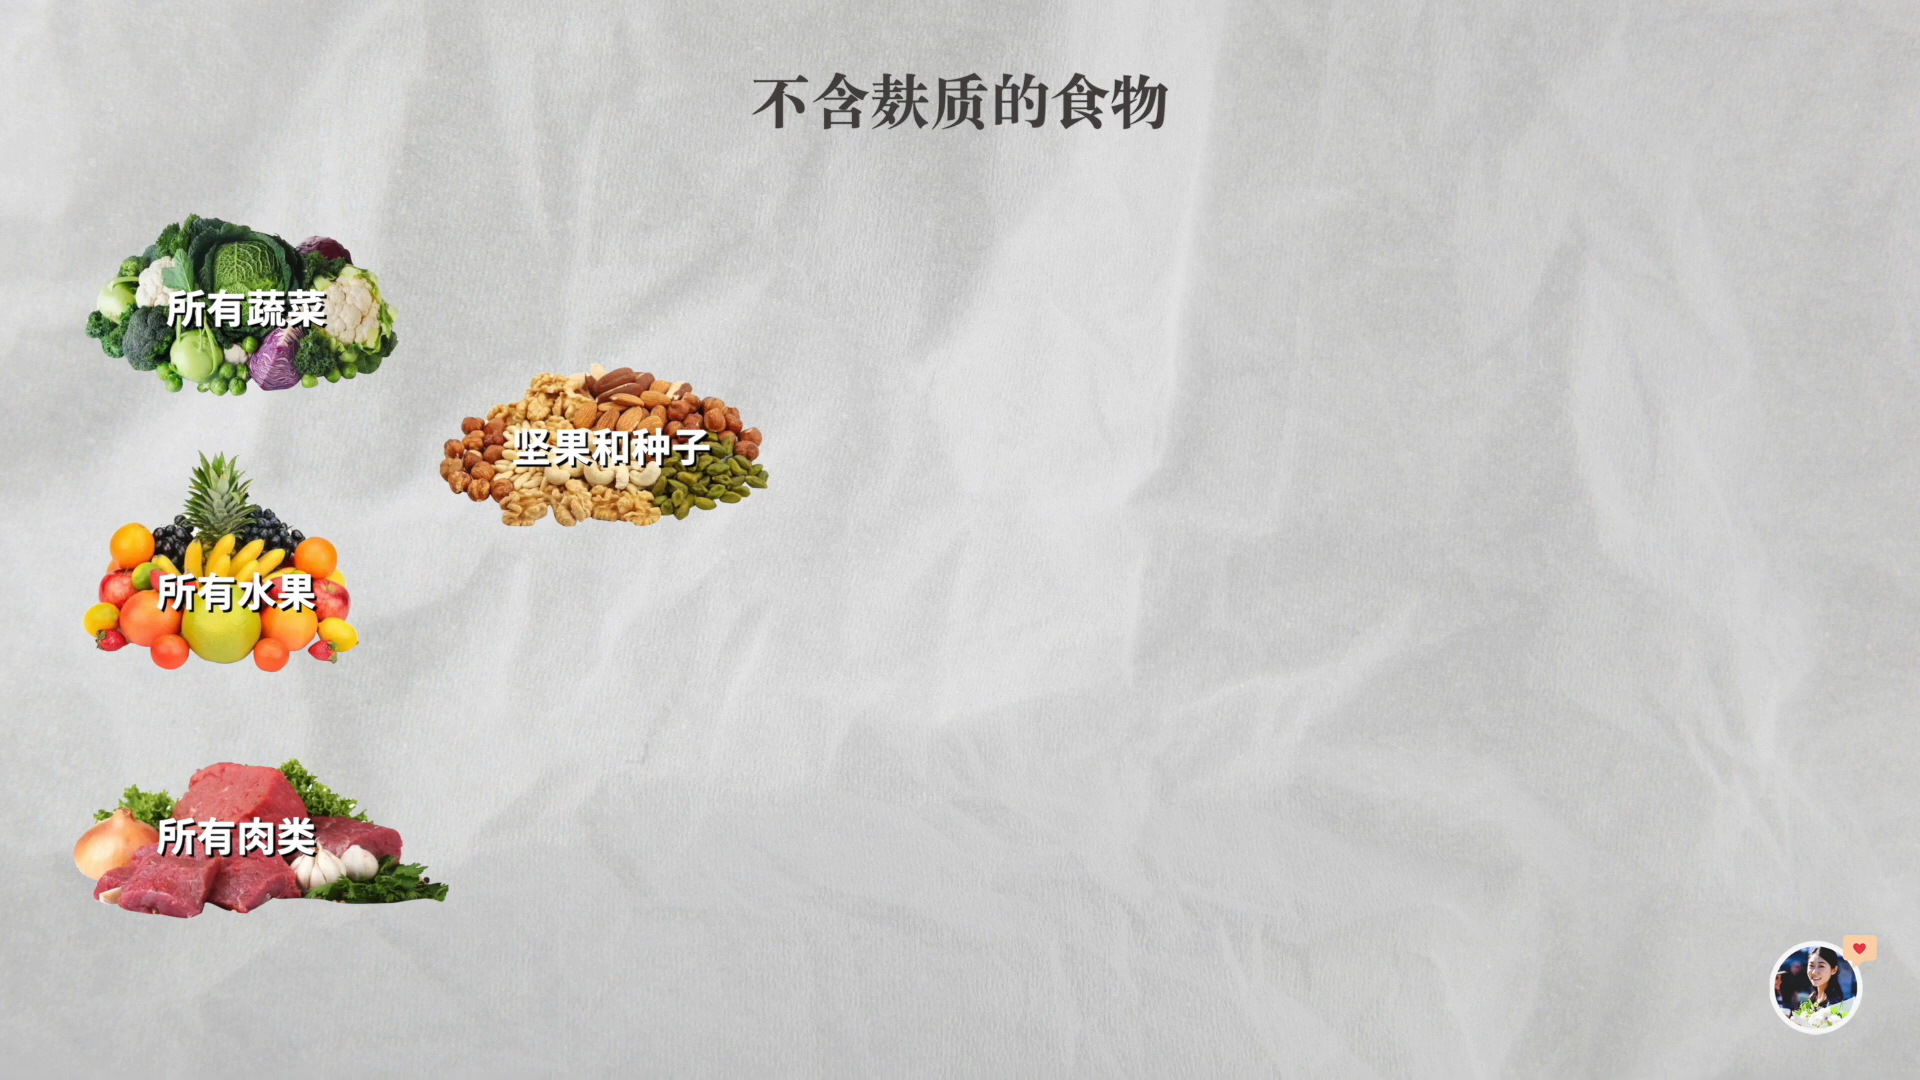 不含麸质的食物
所有蔬菜
坚果和种子
所有水果
所有肉类